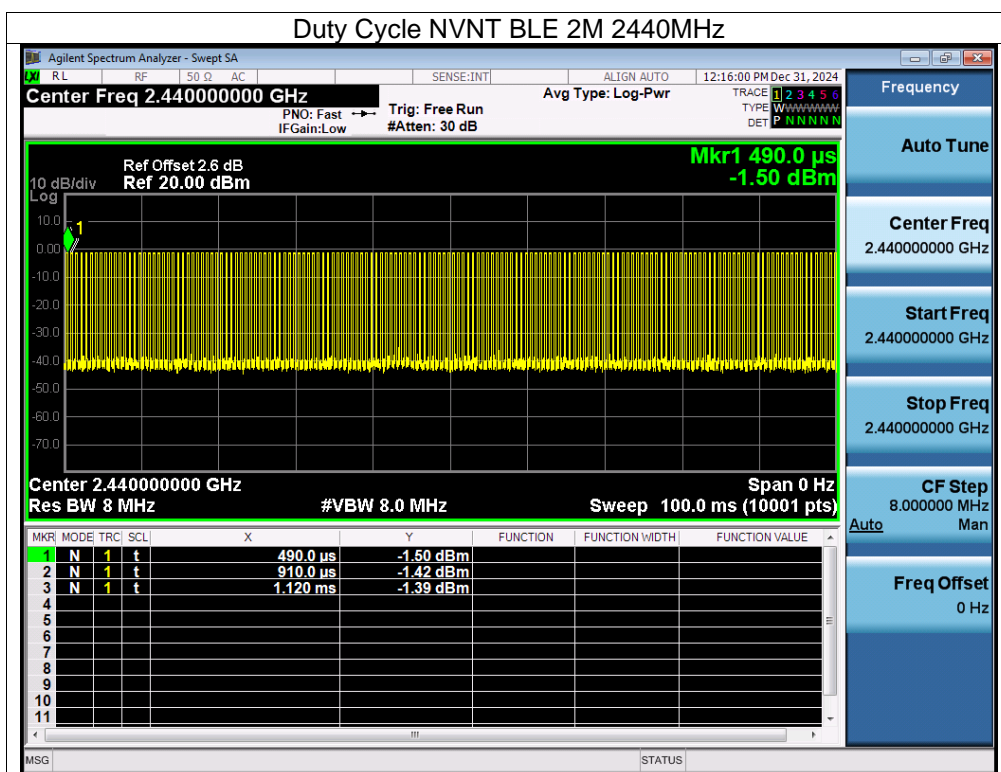 Duty Cycle NVNT BLE 2M 2440MHz
Agilent Spectrum Analyzer - Swept SA
LXI RL RF 50 Ω AC SENSE:INT ALIGN AUTO 12:16:00 PM Dec 31, 2024
Center Freq 2.440000000 GHz Avg Type: Log-Pwr TRACE 1 2 3 4 5 6
PNO: Fast Trig: Free Run TYPE WWWWWW
IFGain:Low #Atten: 30 dB DET P N N N N N
Ref Offset 2.6 dB Mkr1 490.0 µs
10 dB/div Ref 20.00 dBm -1.50 dBm
Log
10.0
1
0.00
-10.0
-20.0
-30.0
-40.0
-50.0
-60.0
-70.0
Center 2.440000000 GHz Span 0 Hz
Res BW 8 MHz #VBW 8.0 MHz Sweep 100.0 ms (10001 pts)
MKR MODE TRC SCL X Y FUNCTION FUNCTION WIDTH FUNCTION VALUE
1 N 1 t 490.0 µs -1.50 dBm
2 N 1 t 910.0 µs -1.42 dBm
3 N 1 t 1.120 ms -1.39 dBm
4
5
6
7
8
9
10
11
MSG STATUS
Frequency
Auto Tune
Center Freq
2.440000000 GHz
Start Freq
2.440000000 GHz
Stop Freq
2.440000000 GHz
CF Step
8.000000 MHz
Auto Man
Freq Offset
0 Hz